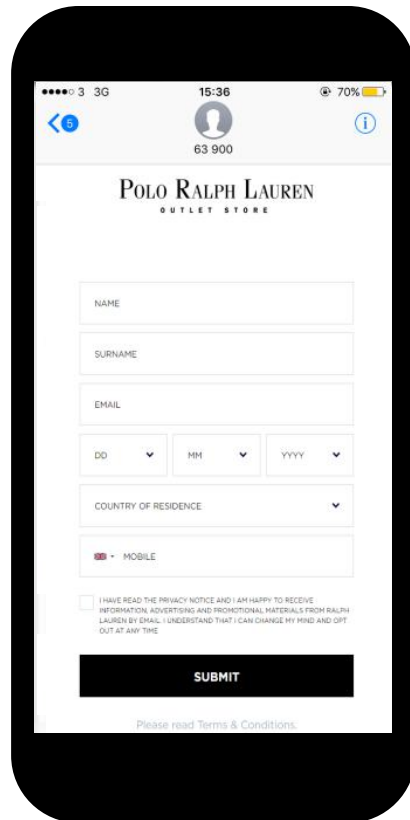 3 3G 15:36 70%
5
63 900
POLO RALPH LAUREN
OUTLET STORE
NAME
SURNAME
EMAIL
DD MM YYYY
COUNTRY OF RESIDENCE
MOBILE
I HAVE READ THE PRIVACY NOTICE AND I AM HAPPY TO RECEIVE
INFORMATION, ADVERTISING AND PROMOTIONAL MATERIALS FROM RALPH
LAUREN BY EMAIL. I UNDERSTAND THAT I CAN CHANGE MY MIND AND OPT
OUT AT ANY TIME
SUBMIT
Please read Terms & Conditions.